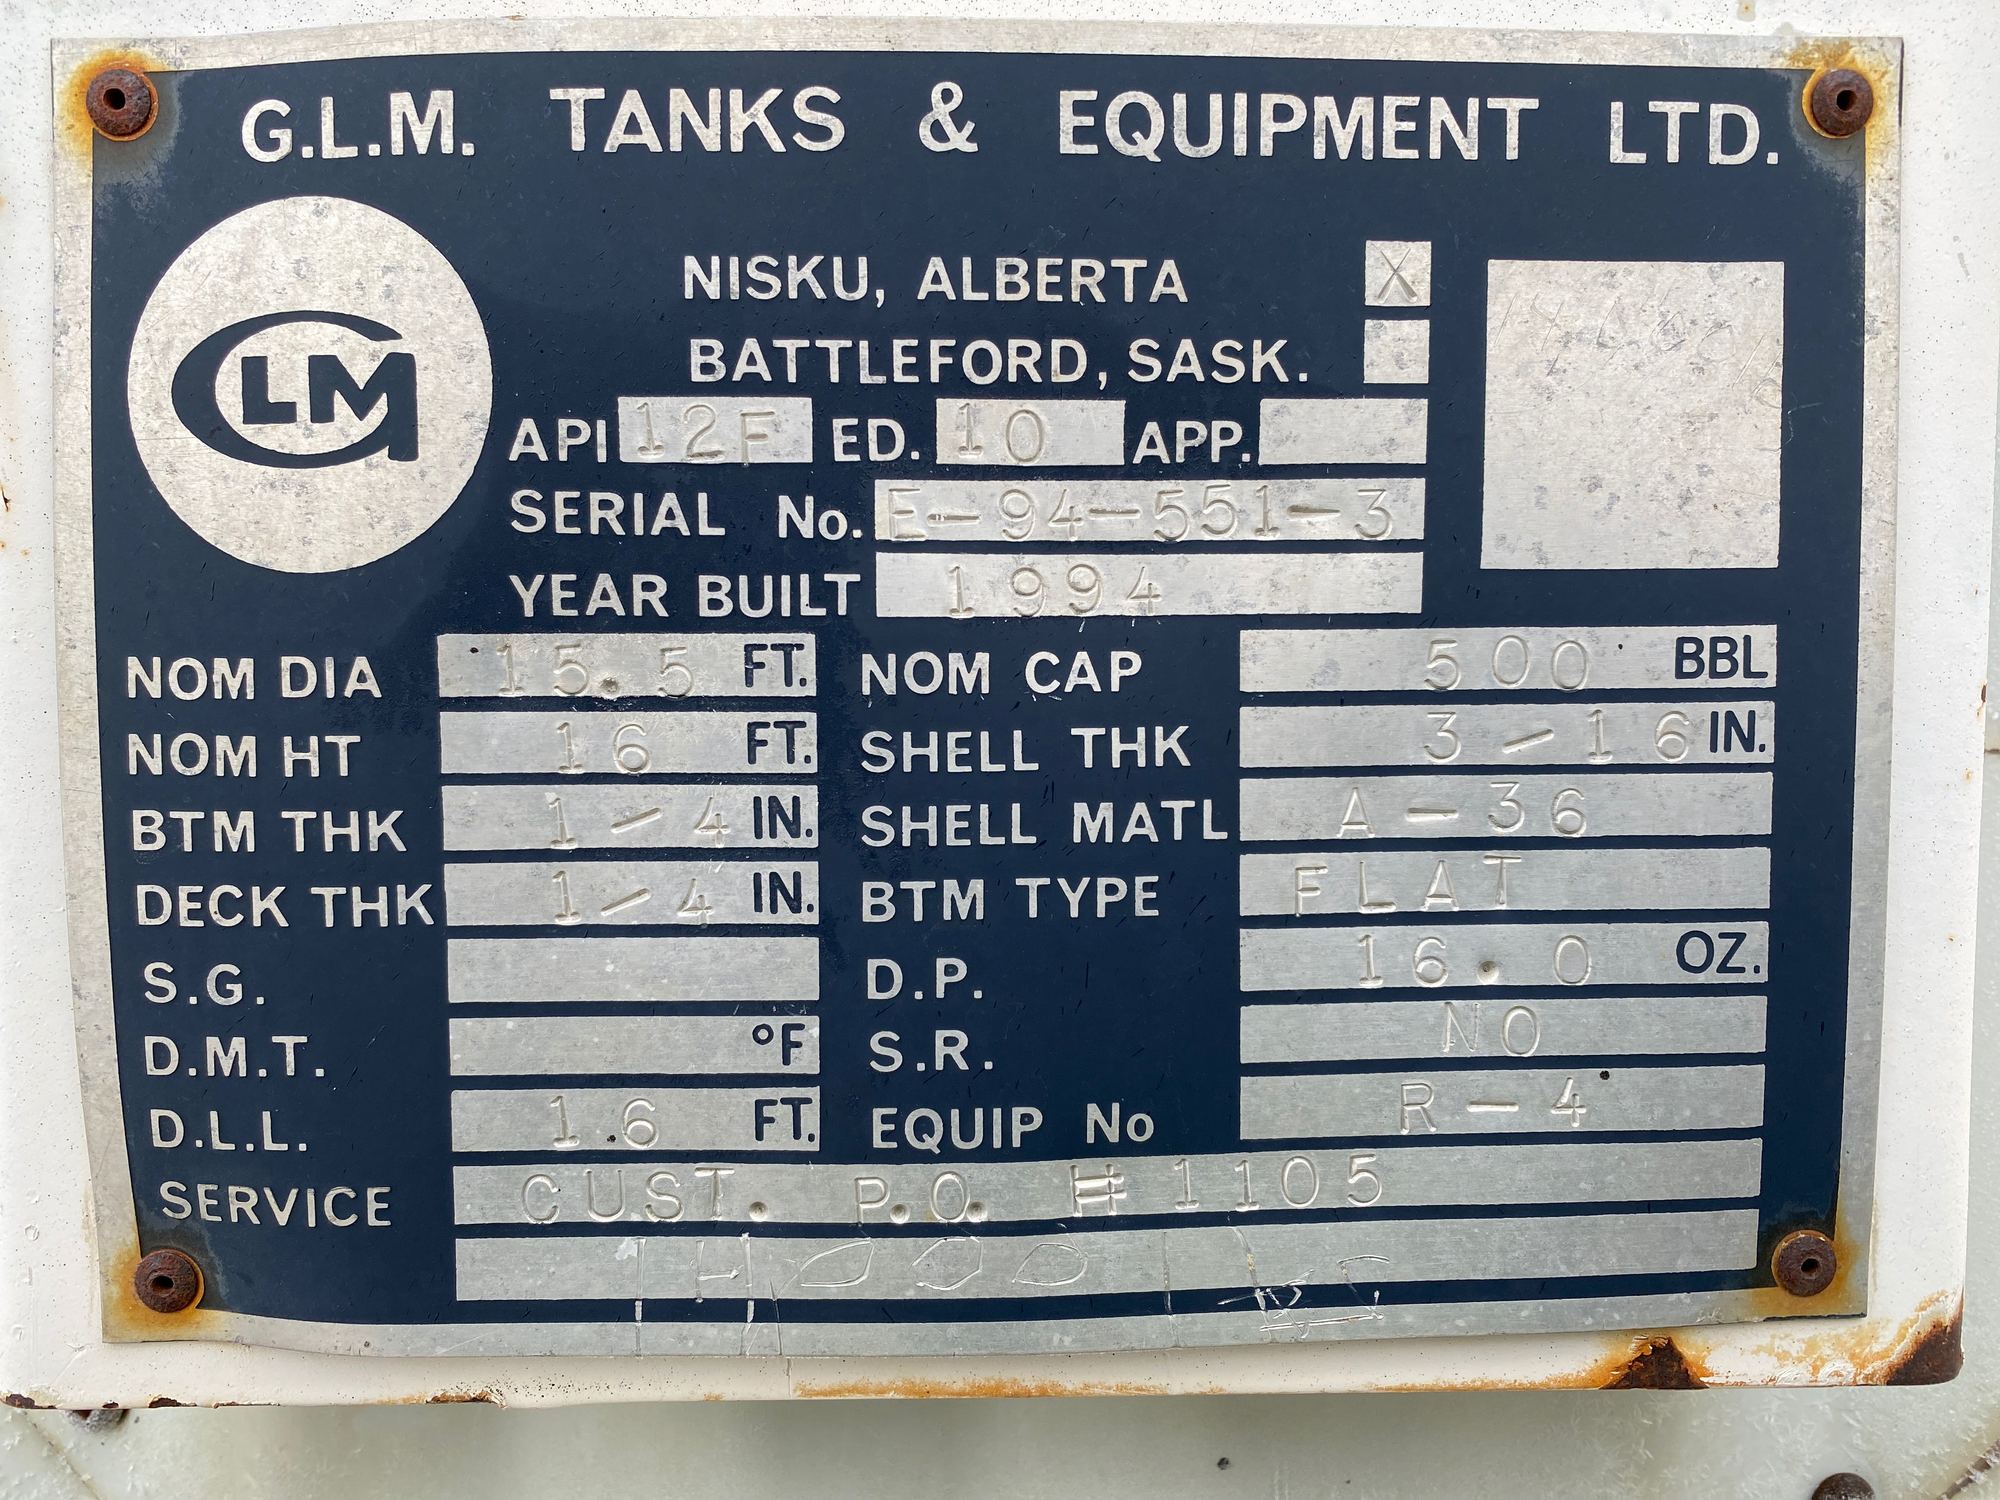 G.L.M. TANKS & EQUIPMENT LTD.
GLM
NISKU, ALBERTA X
BATTLEFORD, SASK.
API 12F ED. 10 APP.
SERIAL No. E-94-551-3
YEAR BUILT 1994
NOM DIA 15.5 FT. NOM CAP 500 BBL
NOM HT 16 FT. SHELL THK 3-16 IN.
BTM THK 1-4 IN. SHELL MATL A-36
DECK THK 1-4 IN. BTM TYPE FLAT
S.G. D.P. 16.0 OZ.
D.M.T. °F S.R. NO
D.L.L. 1.6 FT. EQUIP No R-4
SERVICE CUST. P.O. #1105